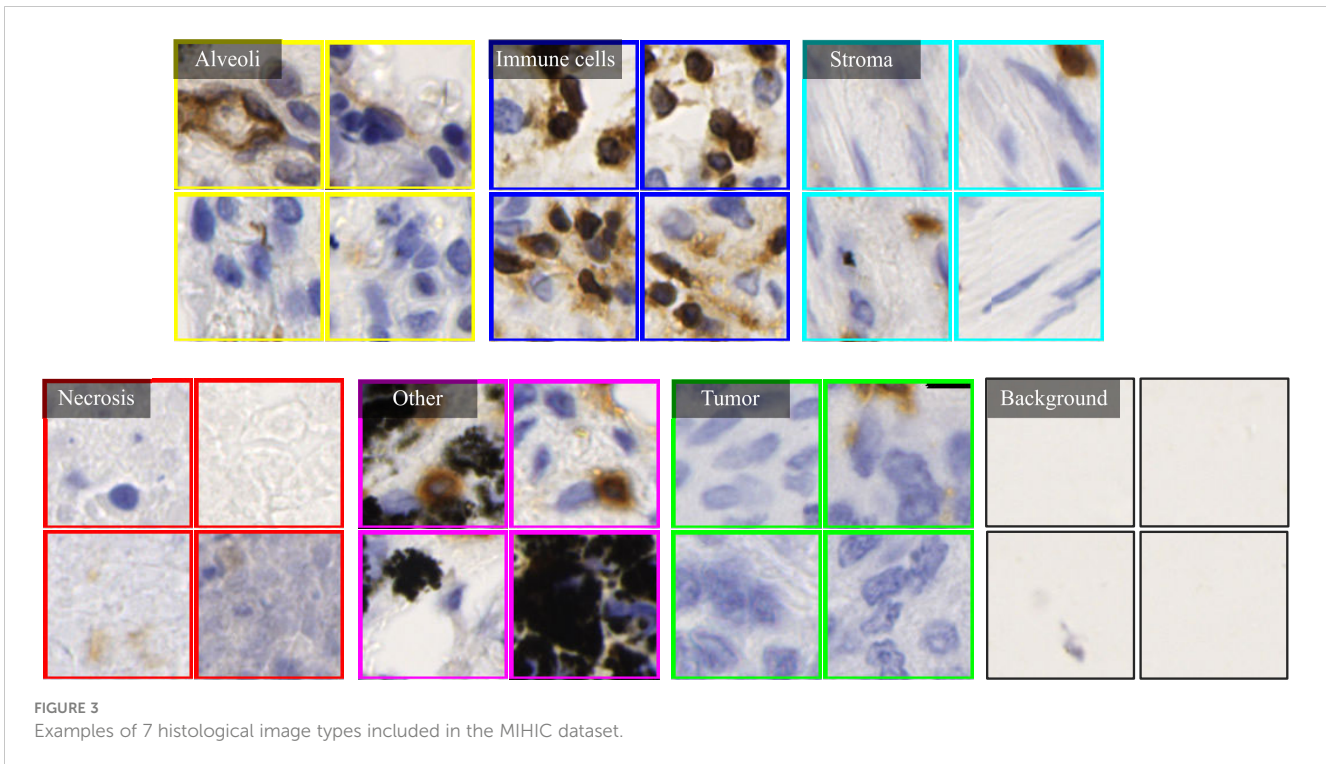 Alveoli
Immune cells
Stroma
Necrosis
Other
Tumor
Background
FIGURE 3
Examples of 7 histological image types included in the MIHIC dataset.